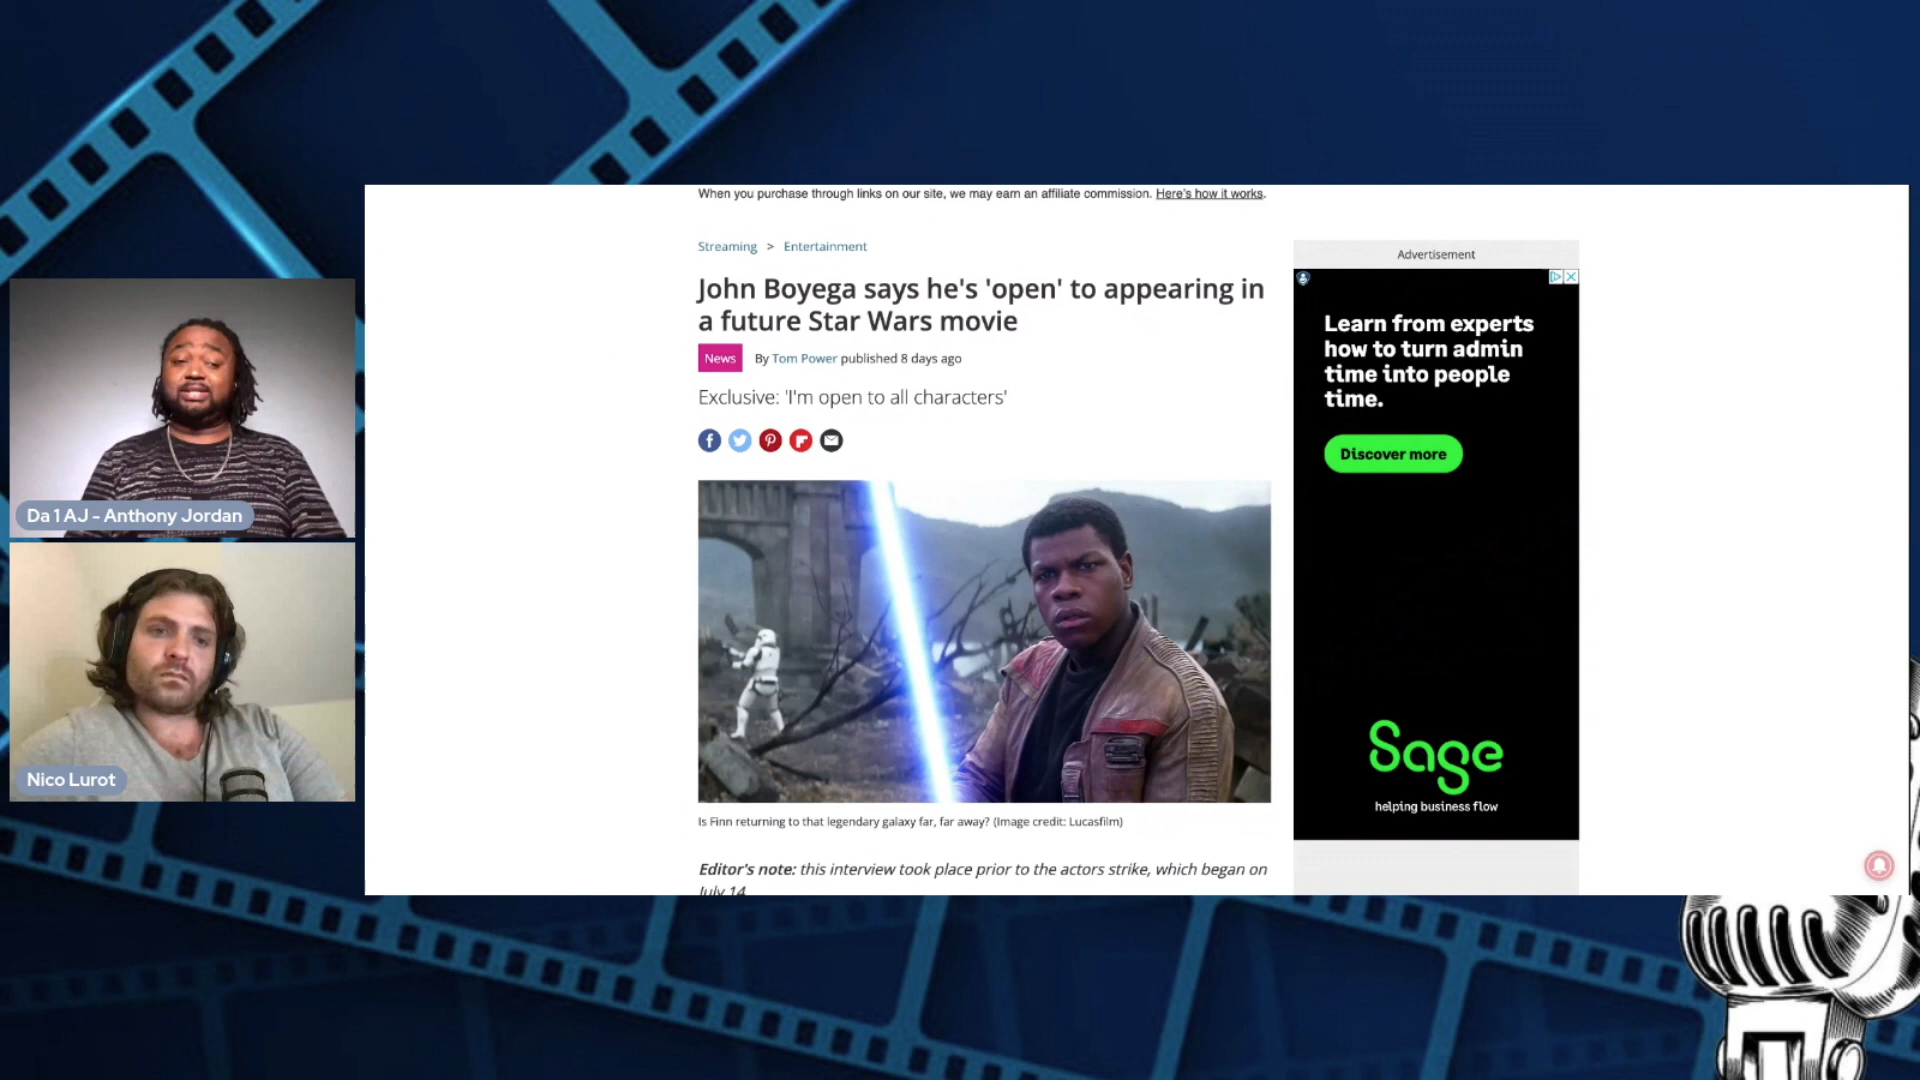 When you purchase through links on our site, we may earn an affiliate commission. Here's how it works.
Streaming > Entertainment
John Boyega says he's 'open' to appearing in
a future Star Wars movie
News By Tom Power published 8 days ago
Exclusive: 'I'm open to all characters'
Is Finn returning to that legendary galaxy far, far away? (Image credit: Lucasfilm)
Editor's note: this interview took place prior to the actors strike, which began on
July 14
Advertisement
Learn from experts
how to turn admin
time into people
time.
Discover more
Sage
helping business flow
Da 1 AJ - Anthony Jordan
Nico Lurot